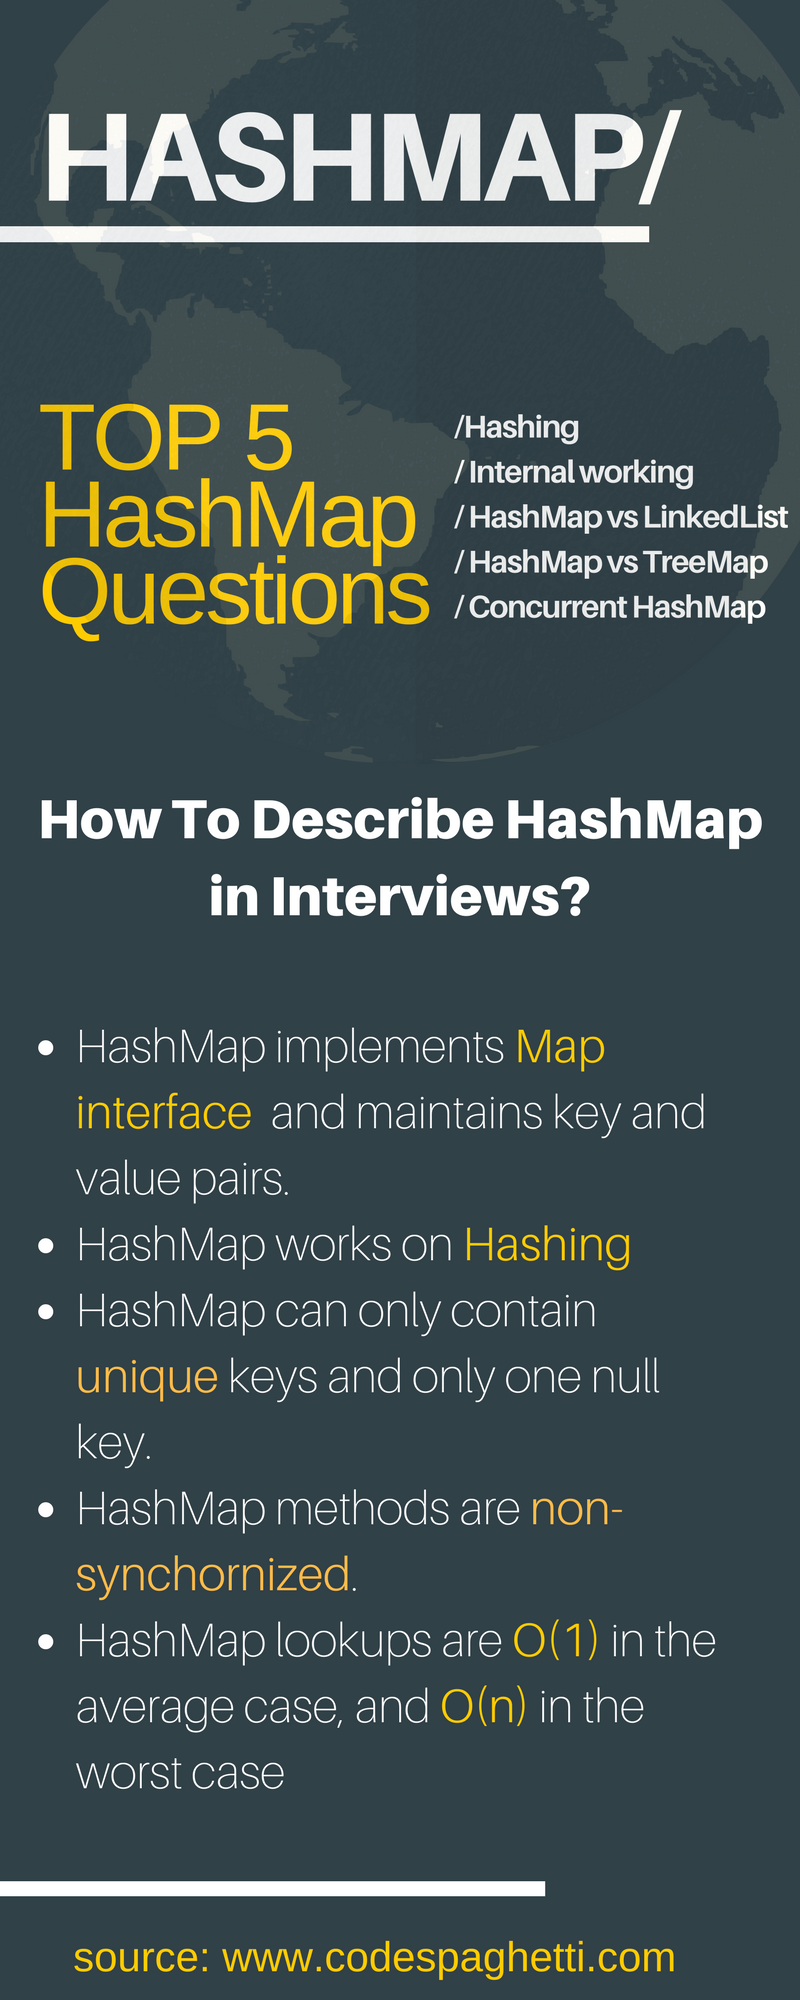 HASHMAP/
TOP 5
HashMap
Questions
/Hashing
/ Internal working
/ HashMap vs LinkedList
/ HashMap vs TreeMap
/ Concurrent HashMap
How To Describe HashMap
in Interviews?
• HashMap implements Map
interface and maintains key and
value pairs.
• HashMap works on Hashing
• HashMap can only contain
unique keys and only one null
key.
• HashMap methods are non-
synchornized.
• HashMap lookups are O(1) in the
average case, and O(n) in the
worst case
source: www.codespaghetti.com